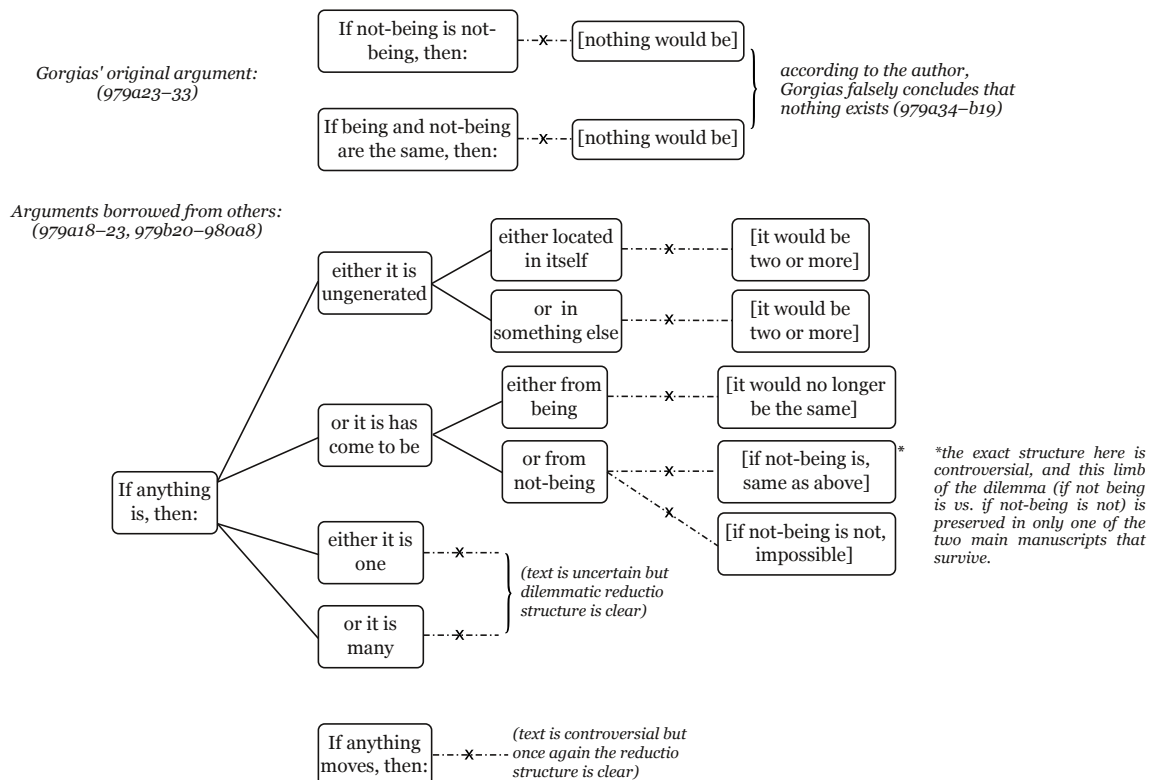 Gorgias' original argument:
(979a23–33)
If not-being is not-
being, then:
[nothing would be]
If being and not-being
are the same, then:
[nothing would be]
according to the author,
Gorgias falsely concludes that
nothing exists (979a34–b19)
Arguments borrowed from others:
(979a18–23, 979b20–980a8)
If anything
is, then:
either it is
ungenerated
either located
in itself
[it would be
two or more]
or in
something else
[it would be
two or more]
or it is has
come to be
either from
being
[it would no longer
be the same]
or from
not-being
[if not-being is,
same as above]
*
[if not-being is not,
impossible]
*the exact structure here is
controversial, and this limb
of the dilemma (if not being
is vs. if not-being is not) is
preserved in only one of the
two main manuscripts that
survive.
either it is
one
or it is
many
(text is uncertain but
dilemmatic reductio
structure is clear)
If anything
moves, then:
(text is controversial but
once again the reductio
structure is clear)